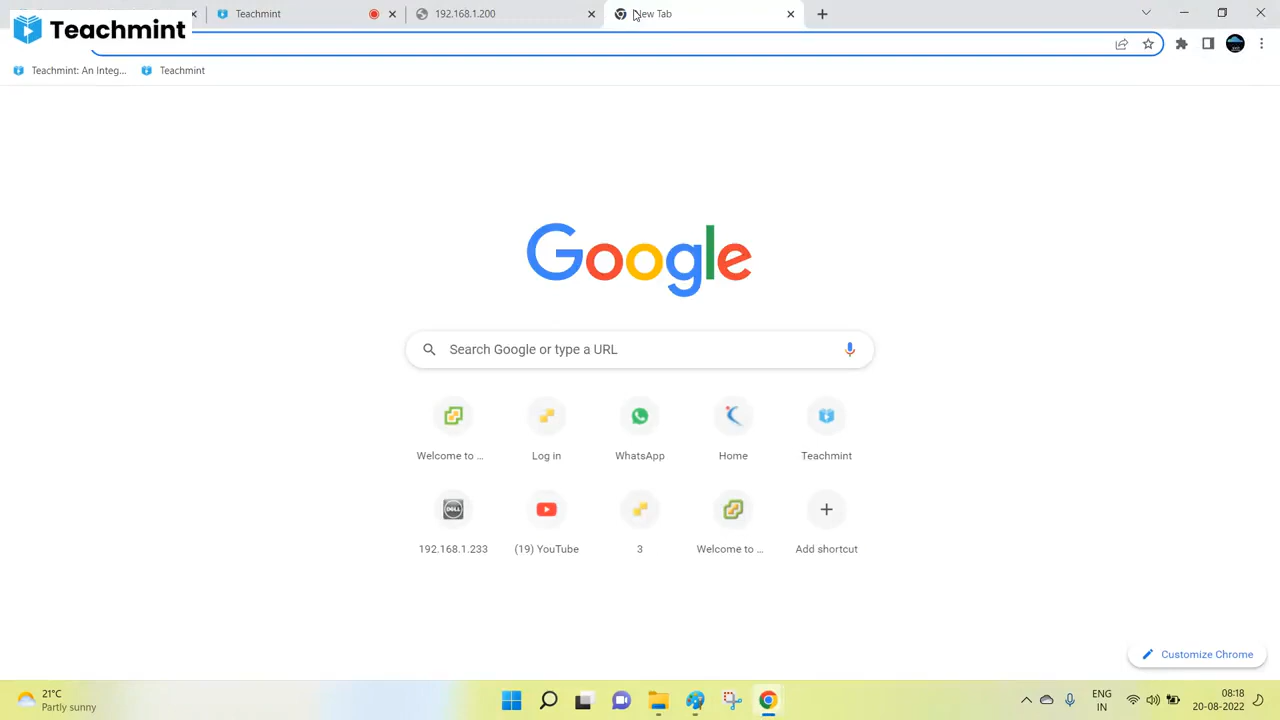 Teachmint
192.168.1.200
New Tab
Teachmint
Teachmint: An Integ...
Teachmint
Google
Search Google or type a URL
Welcome to ...
Log in
WhatsApp
Home
Teachmint
DELL
192.168.1.233
(19) YouTube
3
Welcome to ...
Add shortcut
Customize Chrome
21°C
Partly sunny
ENG
IN
08:18
20-08-2022